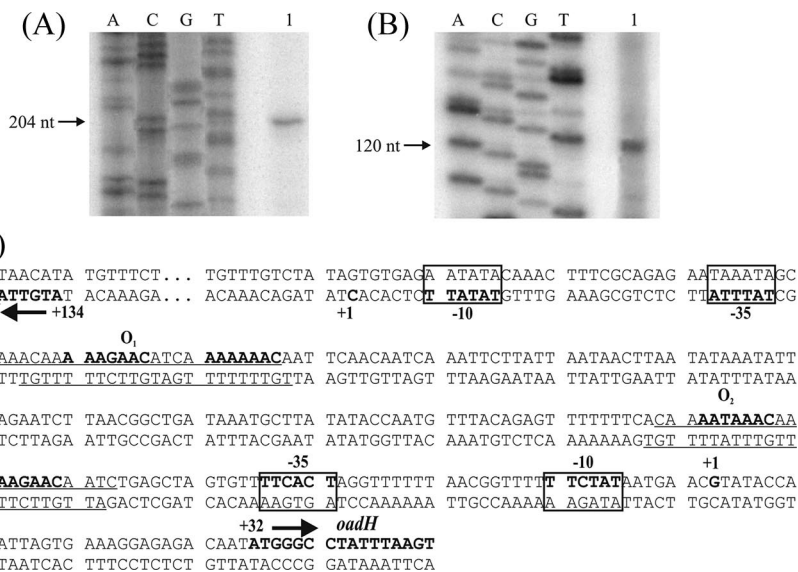 (A) A C G T 1 (B) A C G T 1
204 nt
120 nt
)
TAACATA TGTTTCT... TGTTTGTCTATAGTGTGAGA ATATACAAAC TTTCGCAGAG AATAAATAGC
ATTGTAT ACAAAGA... ACAAACAGAT ATCACACTCT TATATGTTTG AAAGCGTCTC TTATTTATCG
+134 +1 -10 -35
O1
AAACAAA AAGAACATCA AAAAAACAAT TCAACAATCA AATTCTTATT AATAACTTAA TATAAATATT
TTTGTTT TTCTTGTAGT TTTTTTGTTA AGTTGTTAGT TTAAGAATAA TTATTGAATT ATATTTATAA
O2
AGAATCT TAACGGCTGA TAAATGCTTA TATACCAATG TTTACAGAGT TTTTTTCACA AAATAAACAA
TCTTAGA ATTGCCGACT ATTTACGAAT ATATGGTTAC AAATGTCTCA AAAAAAGTGT TTTATTTGTT
-35 -10 +1
AAGAACA ATCTGAGCTA GTGTTTTCAC TAGGTTTTTT AACGGTTTTT TCTATAATGA ACGTATACCA
TTCTTGT TAGACTCGAT CACAAAAGTG ATCCAAAAAA TTGCCAAAAA AGATATTACT TGCATATGGT
+32 oadH
ATTAGTG AAAGGAGAGA CAATATGGGC CTATTTAAGT
TAATCAC TTTCCTCTCT GTTATACCCG GATAAATTCA